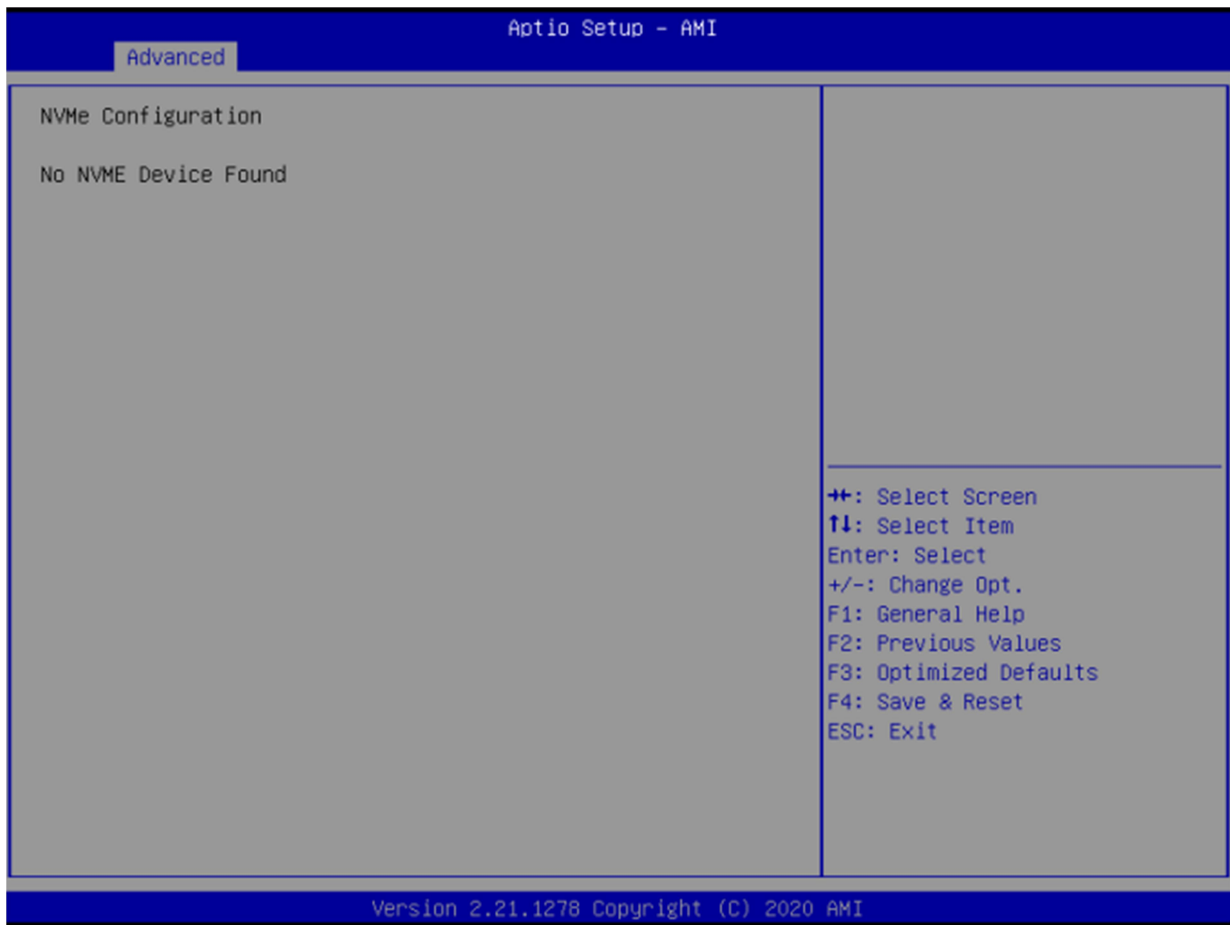 Aptio Setup - AMI
Advanced
NVMe Configuration
No NVME Device Found
→←: Select Screen
↑↓: Select Item
Enter: Select
+/-: Change Opt.
F1: General Help
F2: Previous Values
F3: Optimized Defaults
F4: Save & Reset
ESC: Exit
Version 2.21.1278 Copyright (C) 2020 AMI